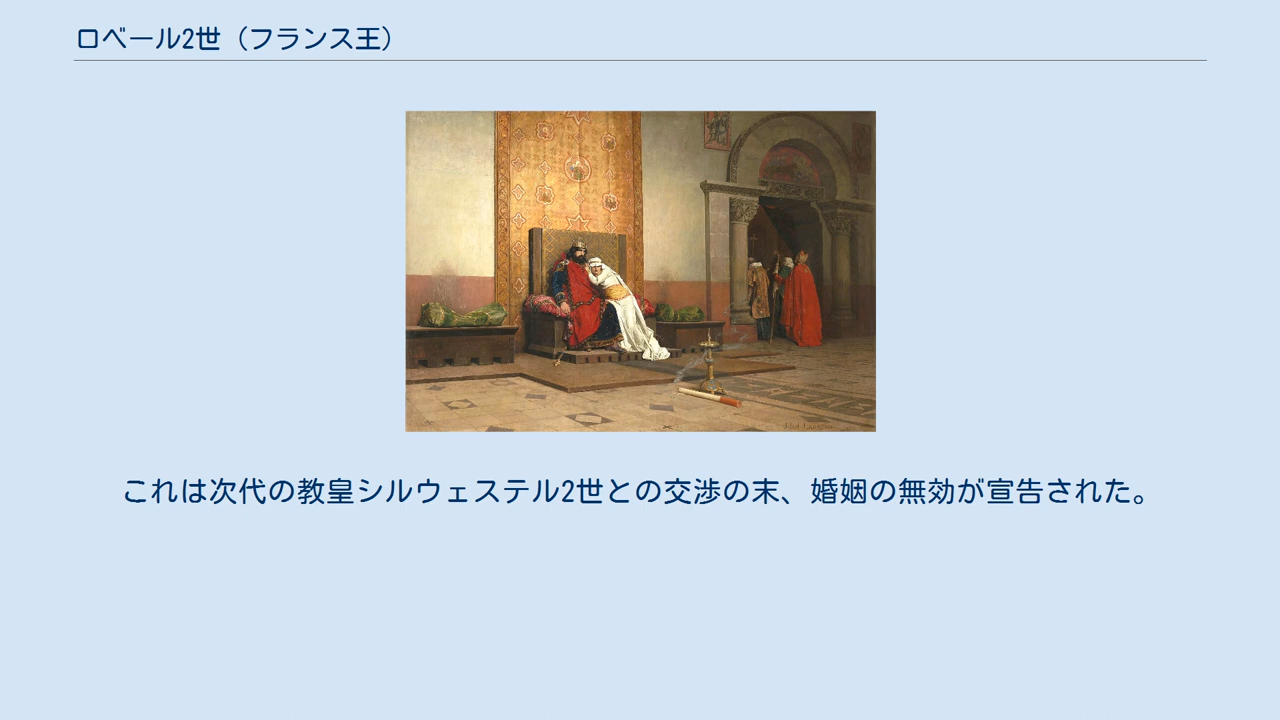 ロベール2世（フランス王）
これは次代の教皇シルウェステル2世との交渉の末、婚姻の無効が宣告された。